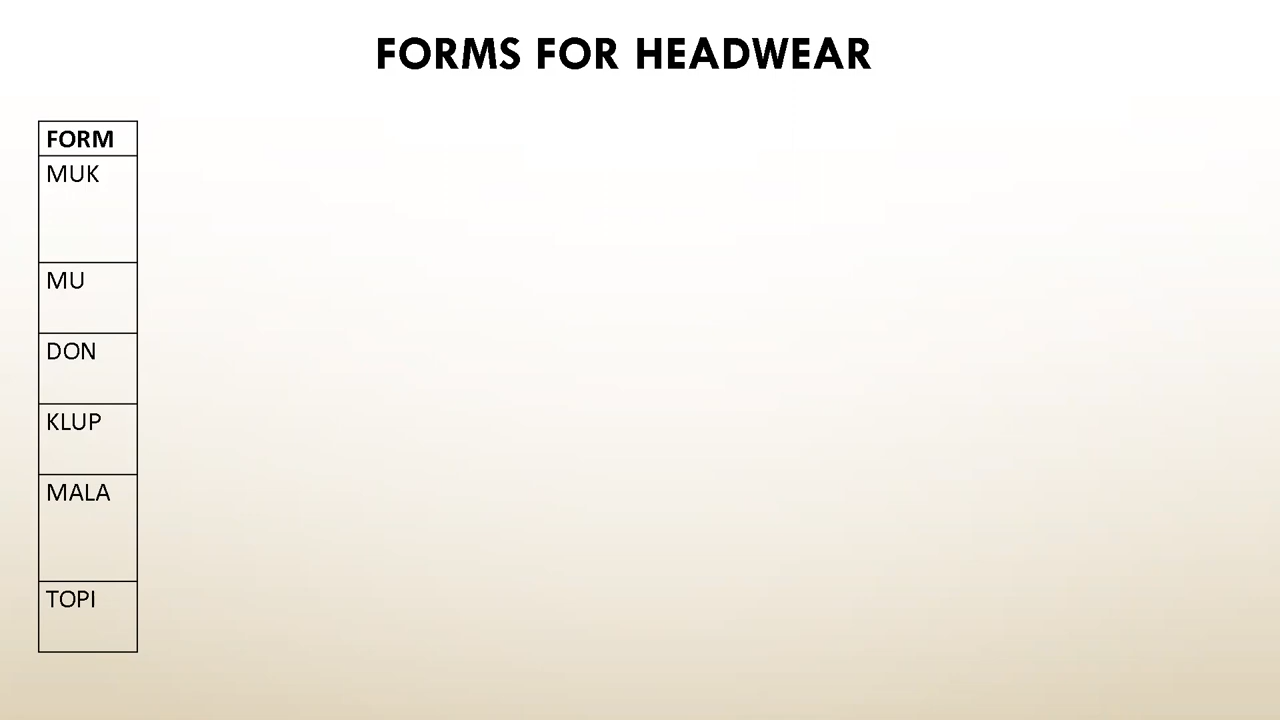 FORMS FOR HEADWEAR
FORM
MUK
MU
DON
KLUP
MALA
TOPI